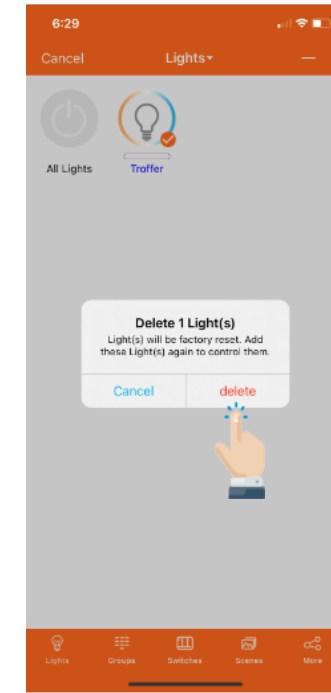 6:29
Cancel Lights
All Lights Troffer
Delete 1 Light(s)
Light(s) will be factory reset. Add
these Light(s) again to control them.
Cancel delete
Lights Groups Switches Scenes More